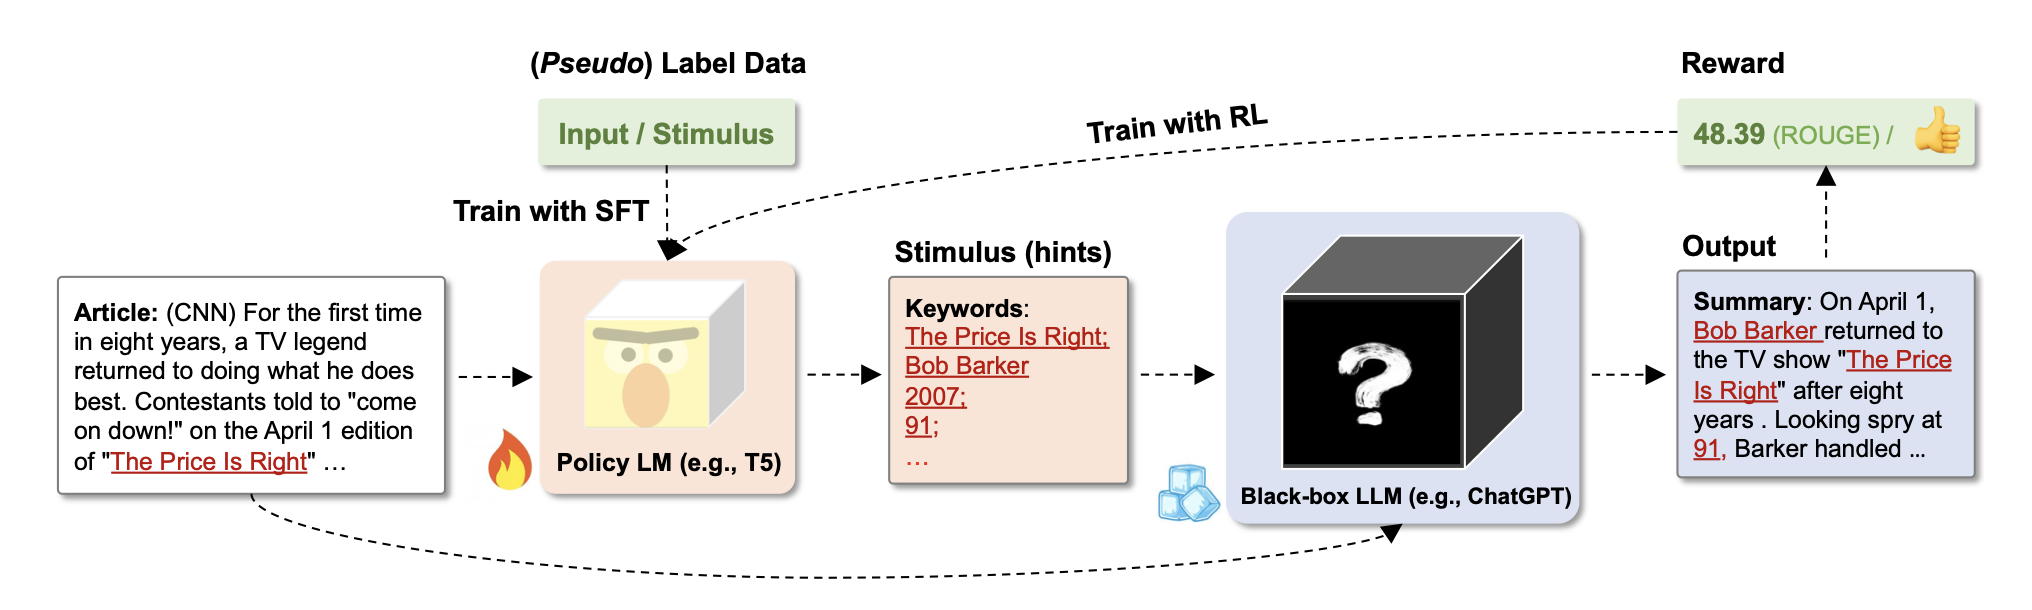 (Pseudo) Label Data
Input / Stimulus
Train with SFT
Train with RL
Reward
48.39 (ROUGE) /
Article: (CNN) For the first time
in eight years, a TV legend
returned to doing what he does
best. Contestants told to "come
on down!" on the April 1 edition
of "The Price Is Right" ...
Policy LM (e.g., T5)
Stimulus (hints)
Keywords:
The Price Is Right;
Bob Barker
2007;
91;
...
?
Black-box LLM (e.g., ChatGPT)
Output
Summary: On April 1,
Bob Barker returned to
the TV show "The Price
Is Right" after eight
years . Looking spry at
91, Barker handled ...